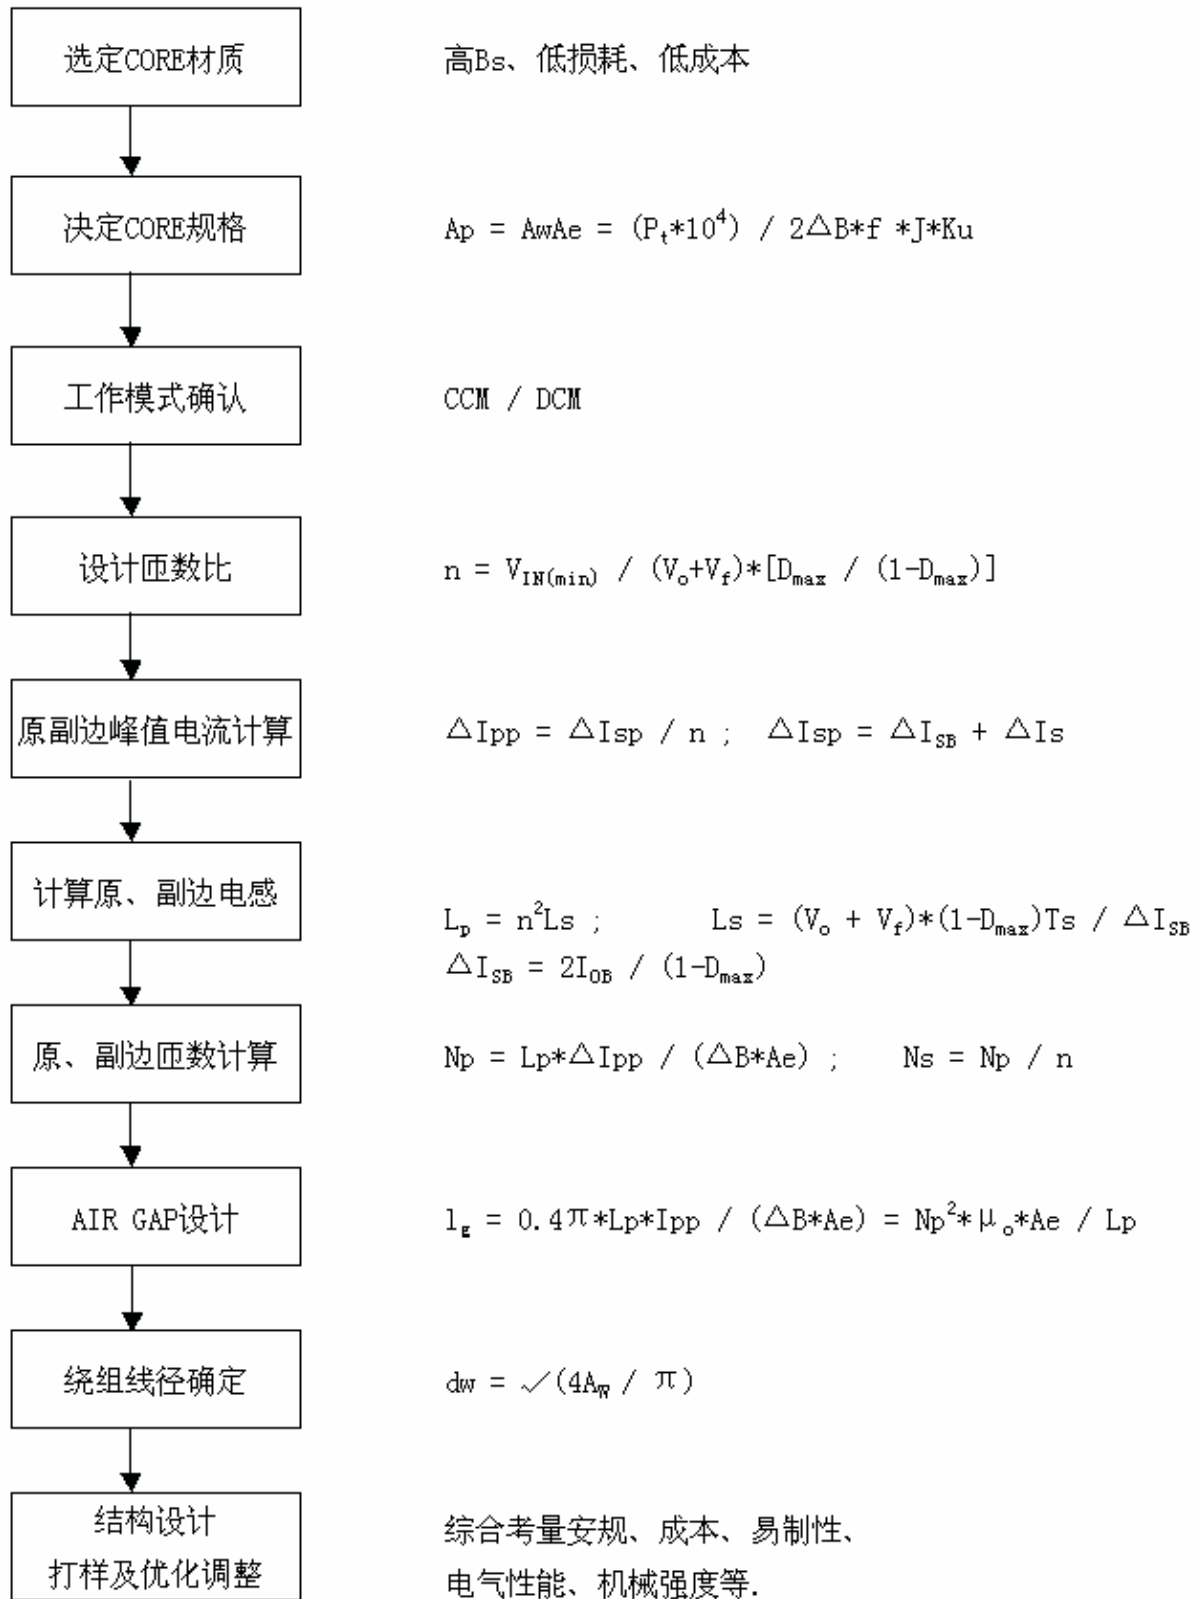 选定CORE材质
高Bs、低损耗、低成本
决定CORE规格
Ap = AwAe = (Pt*10⁴) / 2△B*f *J*Ku
工作模式确认
CCM / DCM
设计匝数比
n = VIN(min) / (Vo+Vf)*[Dmax / (1-Dmax)]
原副边峰值电流计算
△Ipp = △Isp / n ; △Isp = △ISB + △Is
计算原、副边电感
Lp = n²Ls ; Ls = (Vo + Vf)*(1-Dmax)Ts / △ISB
△ISB = 2IOB / (1-Dmax)
原、副边匝数计算
Np = Lp*△Ipp / (△B*Ae) ; Ns = Np / n
AIR GAP设计
lg = 0.4π*Lp*Ipp / (△B*Ae) = Np²*μo*Ae / Lp
绕组线径确定
dw = √(4AW / π)
结构设计
打样及优化调整
综合考量安规、成本、易制性、
电气性能、机械强度等.